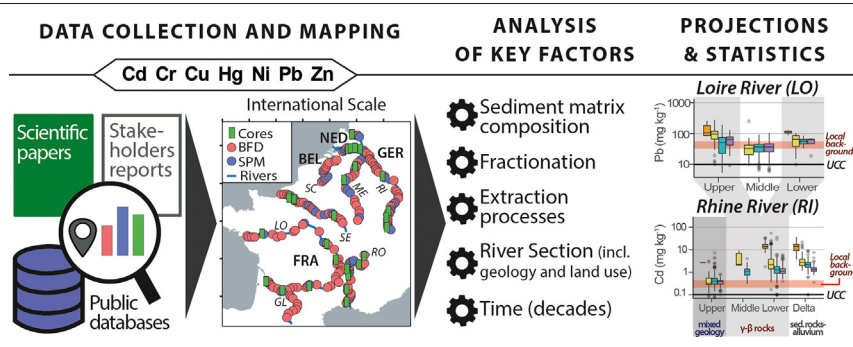 DATA COLLECTION AND MAPPING
ANALYSIS
OF KEY FACTORS
PROJECTIONS
& STATISTICS
Cd Cr Cu Hg Ni Pb Zn
Scientific
papers
Stake-
holders
reports
Public
databases
International Scale
Cores
BFD
SPM
Rivers
NED
BEL
GER
FRA
SC
ME
RI
SE
LO
RO
GL
Sediment matrix
composition
Fractionation
Extraction
processes
River Section (incl.
geology and land use)
Time (decades)
Loire River (LO)
Pb (mg kg⁻¹)
1000
100
10
Local
back-
ground
UCC
Upper Middle Lower
Rhine River (RI)
Cd (mg kg⁻¹)
100
10
1
0.1
Local
back-
ground
UCC
Upper Middle Lower Delta
mixed
geology
γ-β rocks
sed. rocks-
alluvium